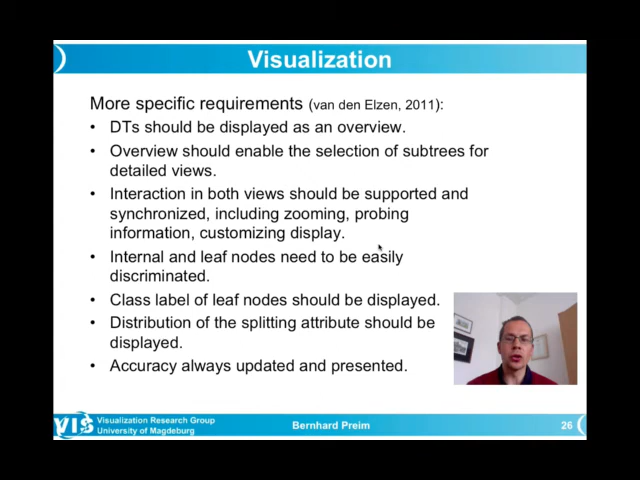 Visualization
More specific requirements (van den Elzen, 2011):
• DTs should be displayed as an overview.
• Overview should enable the selection of subtrees for
detailed views.
• Interaction in both views should be supported and
synchronized, including zooming, probing
information, customizing display.
• Internal and leaf nodes need to be easily
discriminated.
• Class label of leaf nodes should be displayed.
• Distribution of the splitting attribute should be
displayed.
• Accuracy always updated and presented.
VIS
Visualization Research Group
University of Magdeburg
Bernhard Preim
26